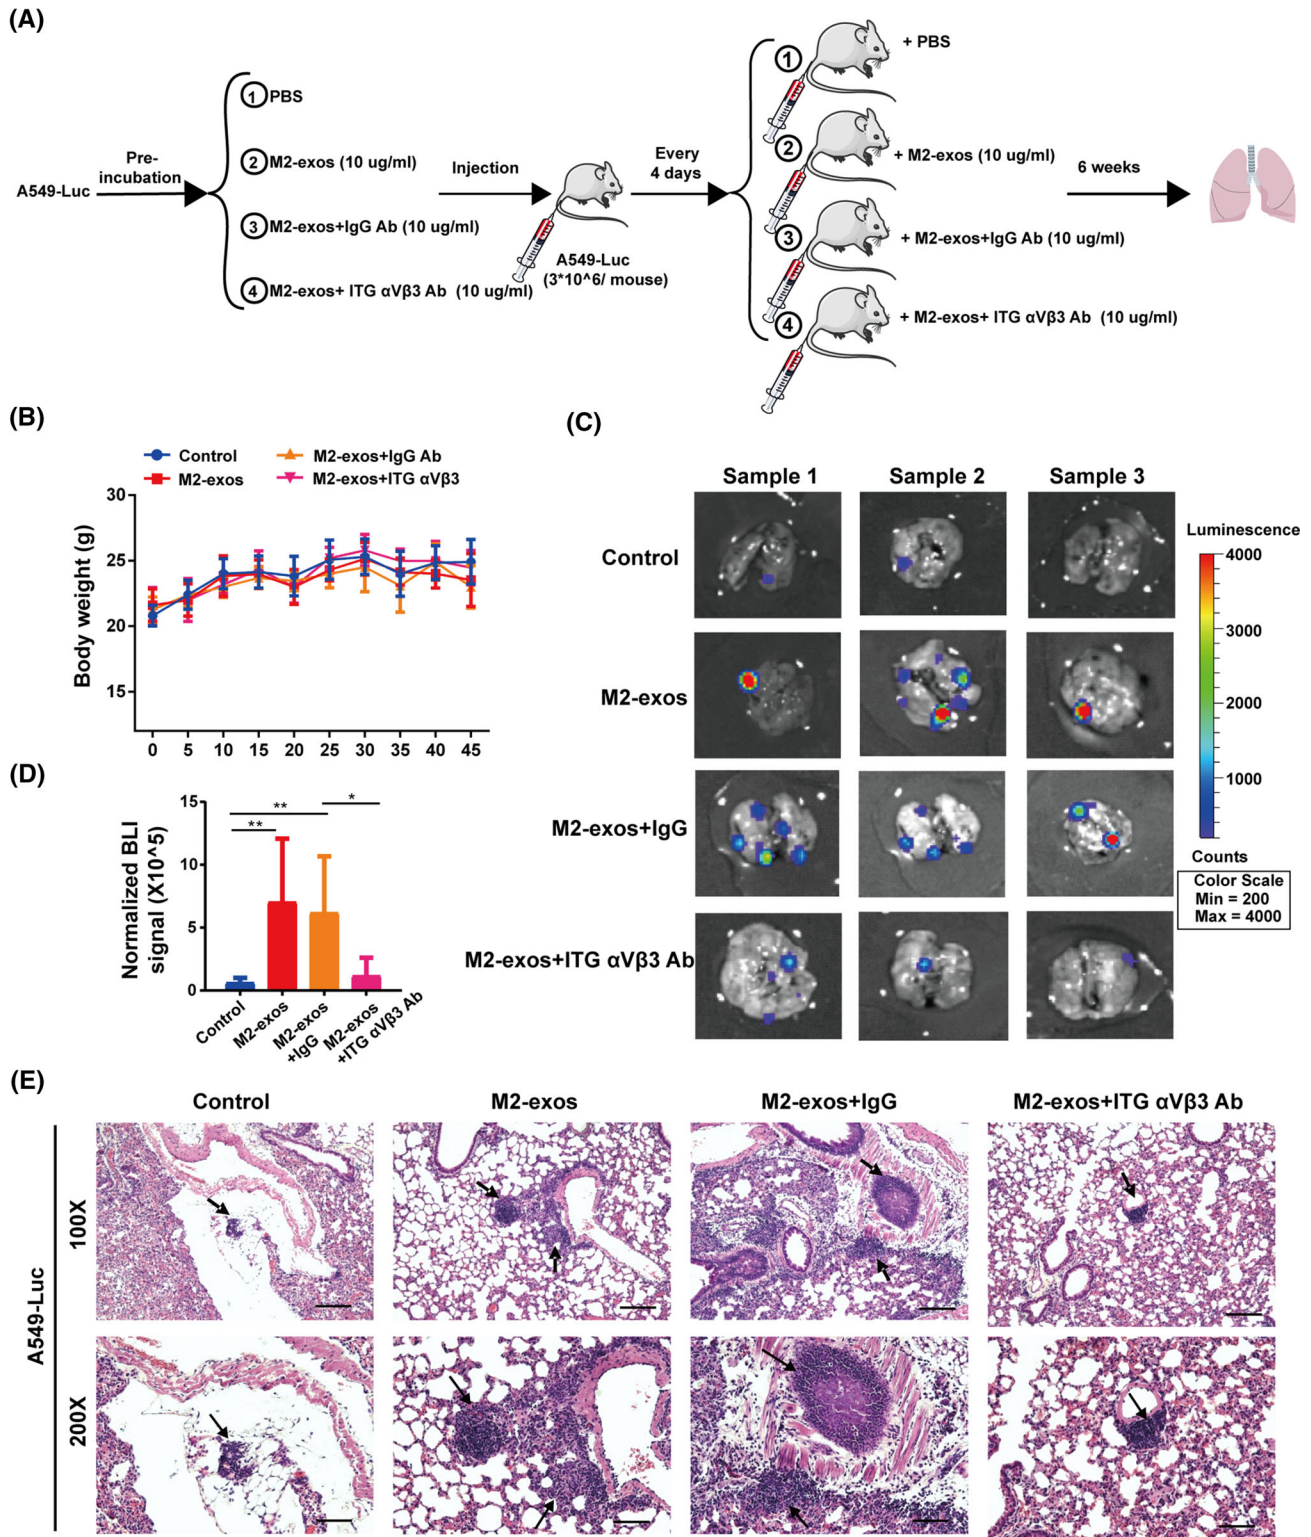 (A)
A549-Luc
Pre-
incubation
1 PBS
2 M2-exos (10 ug/ml)
3 M2-exos+IgG Ab (10 ug/ml)
4 M2-exos+ ITG αVβ3 Ab (10 ug/ml)
Injection
A549-Luc
(3*10^6/ mouse)
Every
4 days
1 + PBS
2 + M2-exos (10 ug/ml)
3 + M2-exos+IgG Ab (10 ug/ml)
4 + M2-exos+ ITG αVβ3 Ab (10 ug/ml)
6 weeks
(B)
Control
M2-exos
M2-exos+IgG Ab
M2-exos+ITG αVβ3
Body weight (g)
30
25
20
15
0 5 10 15 20 25 30 35 40 45
(C)
Sample 1 Sample 2 Sample 3
Control
M2-exos
M2-exos+IgG
M2-exos+ITG αVβ3 Ab
Luminescence
4000
3000
2000
1000
Counts
Color Scale
Min = 200
Max = 4000
(D)
Normalized BLI
signal (X10^5)
15
10
5
0
**
**
*
Control
M2-exos
M2-exos
+IgG
M2-exos
+ITG αVβ3 Ab
(E)
Control M2-exos M2-exos+IgG M2-exos+ITG αVβ3 Ab
A549-Luc
100X
200X